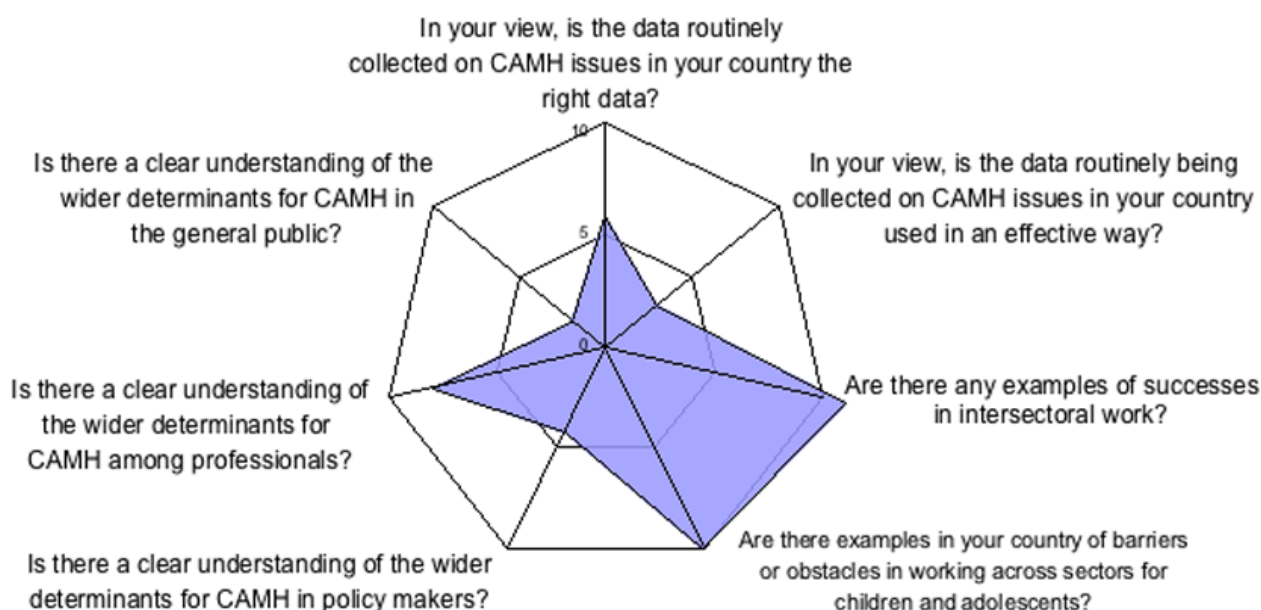 In your view, is the data routinely
collected on CAMH issues in your country the
right data?
10
Is there a clear understanding of the
wider determinants for CAMH in
the general public?
In your view, is the data routinely being
collected on CAMH issues in your country
used in an effective way?
5
0
Is there a clear understanding of
the wider determinants for
CAMH among professionals?
Are there any examples of successes
in intersectoral work?
Is there a clear understanding of the wider
determinants for CAMH in policy makers?
Are there examples in your country of barriers
or obstacles in working across sectors for
children and adolescents?